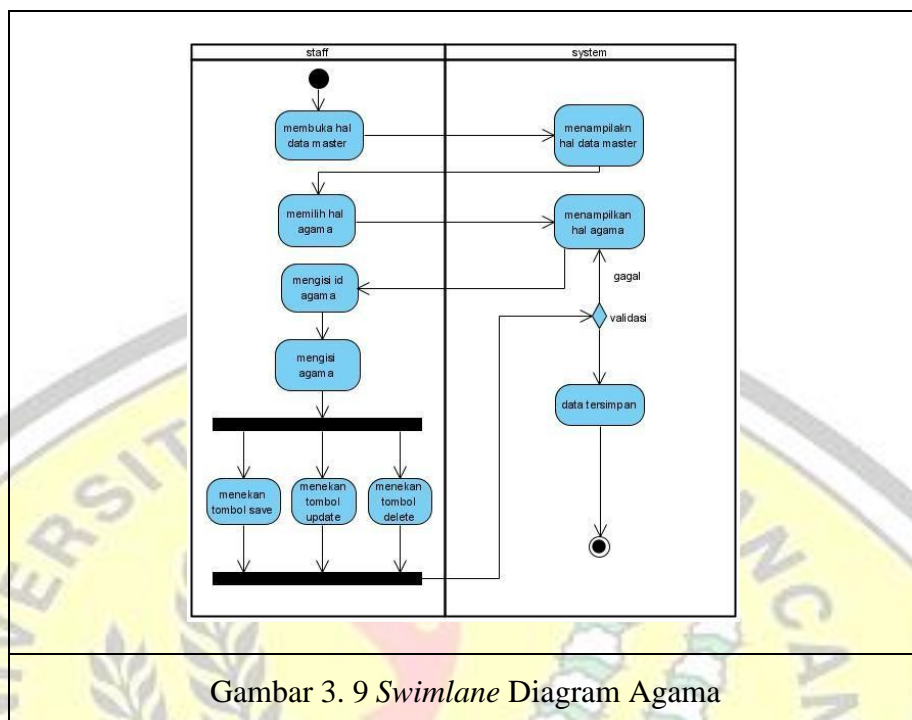 staff
system
membuka hal
data master
menampilakn
hal data master
memilih hal
agama
menampilkan
hal agama
mengisi id
agama
gagal
validasi
mengisi
agama
data tersimpan
menekan
tombol save
menekan
tombol
update
menekan
tombol
delete
Gambar 3. 9 Swimlane Diagram Agama